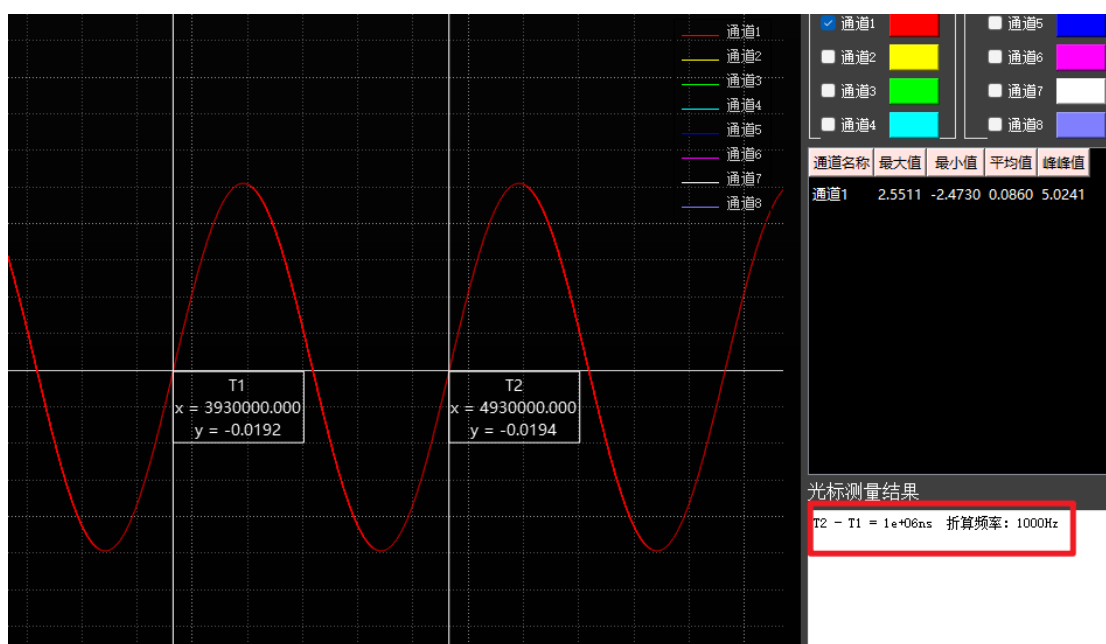 通道1
通道2
通道3
通道4
通道5
通道6
通道7
通道8
T1
x = 3930000.000
y = -0.0192
T2
x = 4930000.000
y = -0.0194
通道1 通道5
通道2 通道6
通道3 通道7
通道4 通道8
通道名称 最大值 最小值 平均值 峰峰值
通道1 2.5511 -2.4730 0.0860 5.0241
光标测量结果
T2 - T1 = 1e+06ns 折算频率: 1000Hz